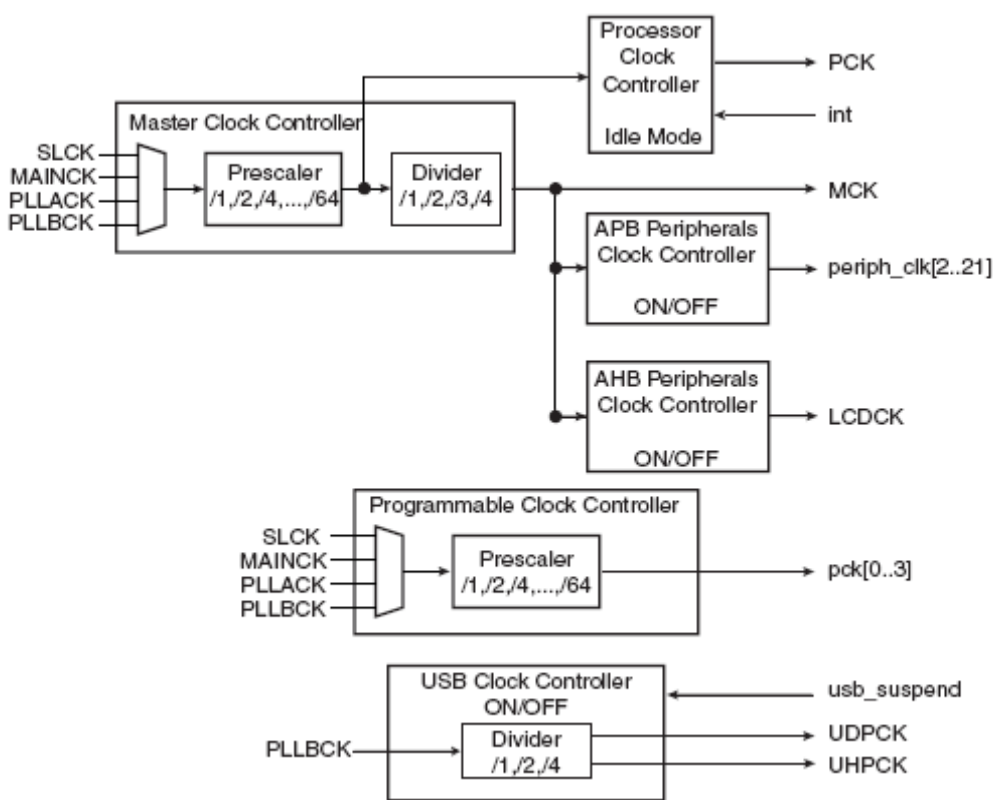 Processor
Clock
Controller
Idle Mode
PCK
int
Master Clock Controller
SLCK
MAINCK
PLLACK
PLLBCK
Prescaler
/1,/2,/4,...,/64
Divider
/1,/2,/3,/4
MCK
APB Peripherals
Clock Controller
ON/OFF
periph_clk[2..21]
AHB Peripherals
Clock Controller
ON/OFF
LCDCK
Programmable Clock Controller
SLCK
MAINCK
PLLACK
PLLBCK
Prescaler
/1,/2,/4,...,/64
pck[0..3]
USB Clock Controller
ON/OFF
usb_suspend
PLLBCK
Divider
/1,/2,/4
UDPCK
UHPCK